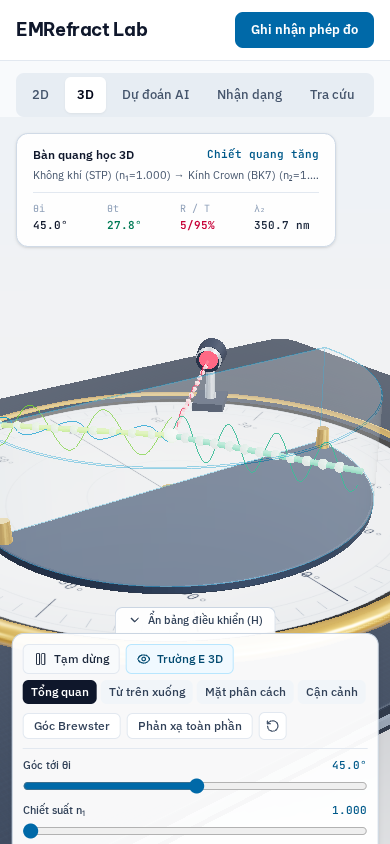 EMRefract Lab
Ghi nhận phép đo
2D 3D Dự đoán AI Nhận dạng Tra cứu
Bàn quang học 3D Chiết quang tăng
Không khí (STP) (n₁=1.000) → Kính Crown (BK7) (n₂=1....
θi θt R / T λ₂
45.0° 27.8° 5/95% 350.7 nm
Ẩn bảng điều khiển (H)
Tạm dừng Trường E 3D
Tổng quan Từ trên xuống Mặt phân cách Cận cảnh
Góc Brewster Phản xạ toàn phần
Góc tới θi 45.0°
Chiết suất n₁ 1.000